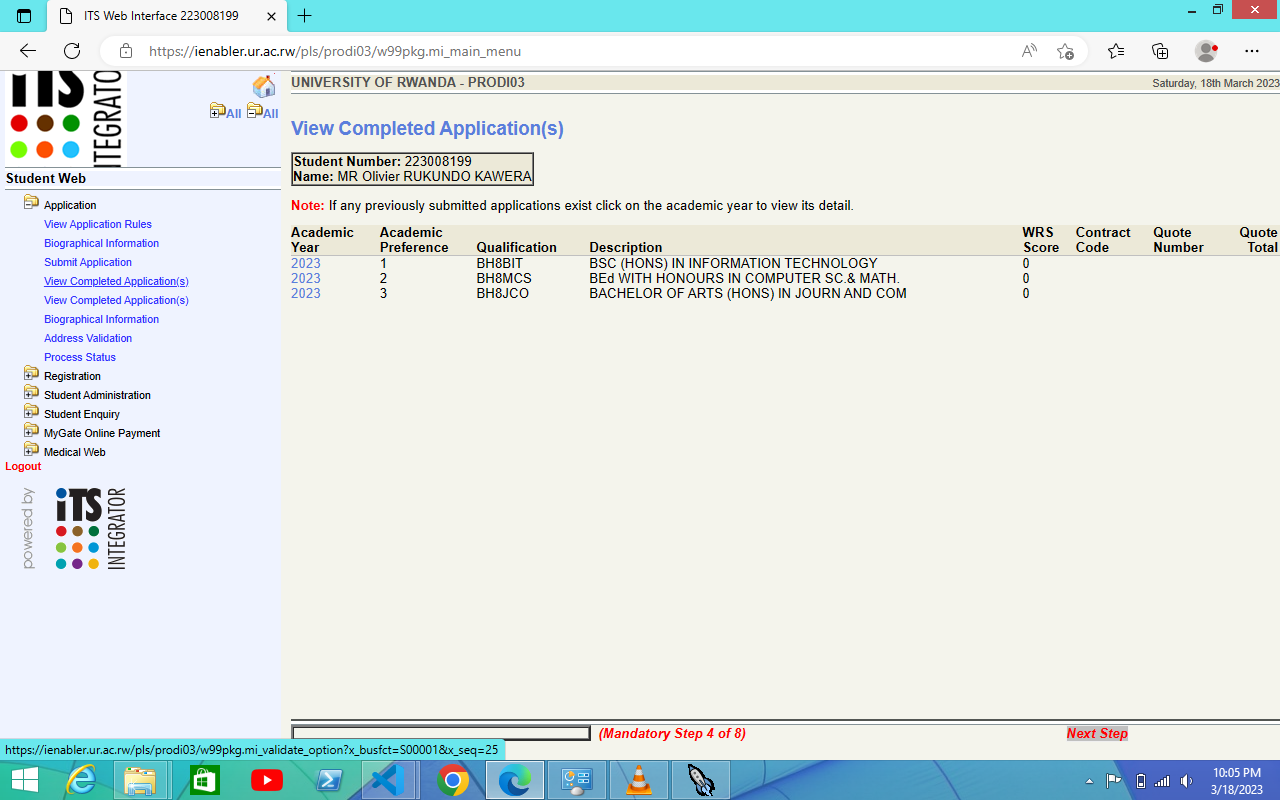 ITS Web Interface 223008199
https://ienabler.ur.ac.rw/pls/prodi03/w99pkg.mi_main_menu
iTS INTEGRATOR
All All
Student Web
Application
View Application Rules
Biographical Information
Submit Application
View Completed Application(s)
View Completed Application(s)
Biographical Information
Address Validation
Process Status
Registration
Student Administration
Student Enquiry
MyGate Online Payment
Medical Web
Logout
powered by iTS INTEGRATOR
UNIVERSITY OF RWANDA - PRODI03 Saturday, 18th March 2023
View Completed Application(s)
Student Number: 223008199
Name: MR Olivier RUKUNDO KAWERA
Note: If any previously submitted applications exist click on the academic year to view its detail.
Academic Year Academic Preference Qualification Description WRS Score Contract Code Quote Number Quote Total
2023 1 BH8BIT BSC (HONS) IN INFORMATION TECHNOLOGY 0
2023 2 BH8MCS BEd WITH HONOURS IN COMPUTER SC.& MATH. 0
2023 3 BH8JCO BACHELOR OF ARTS (HONS) IN JOURN AND COM 0
(Mandatory Step 4 of 8) Next Step
https://ienabler.ur.ac.rw/pls/prodi03/w99pkg.mi_validate_option?x_busfct=S00001&x_seq=25
10:05 PM
3/18/2023